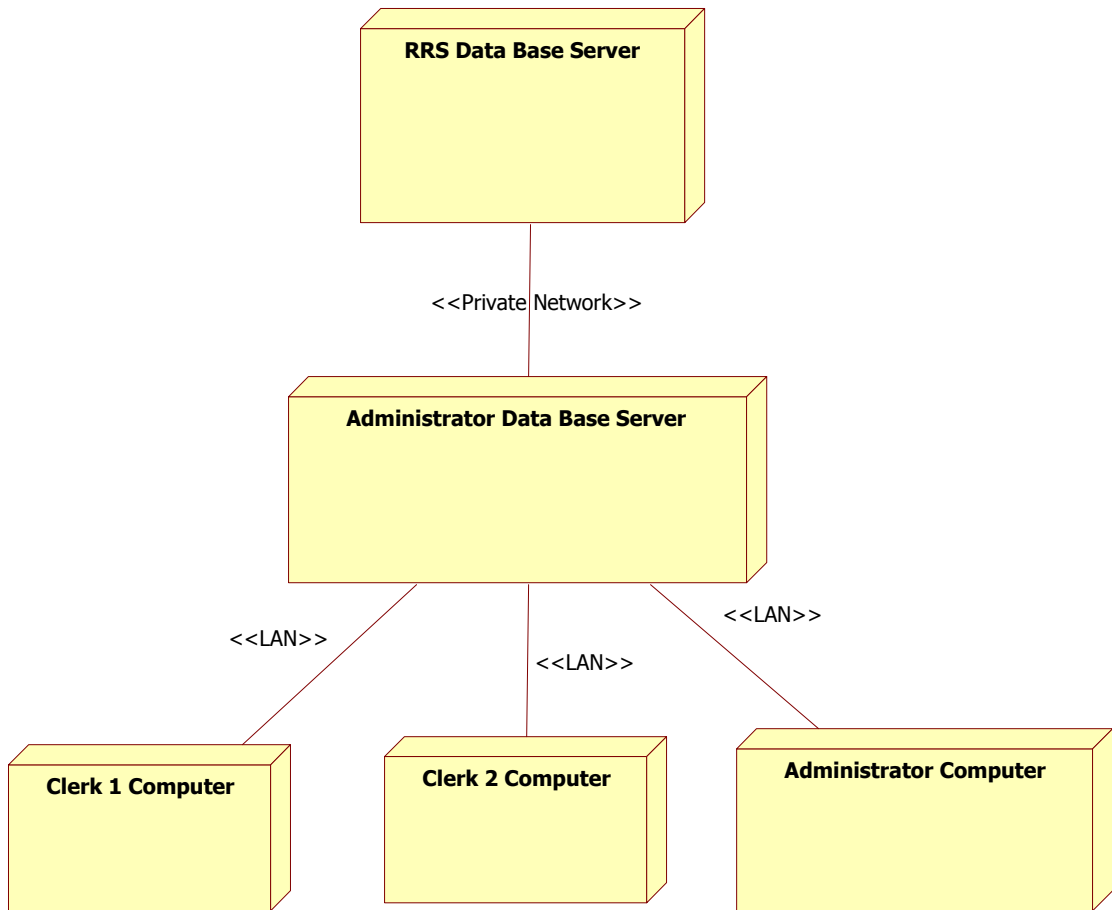 RRS Data Base Server
<<Private Network>>
Administrator Data Base Server
<<LAN>>
<<LAN>>
<<LAN>>
Clerk 1 Computer
Clerk 2 Computer
Administrator Computer